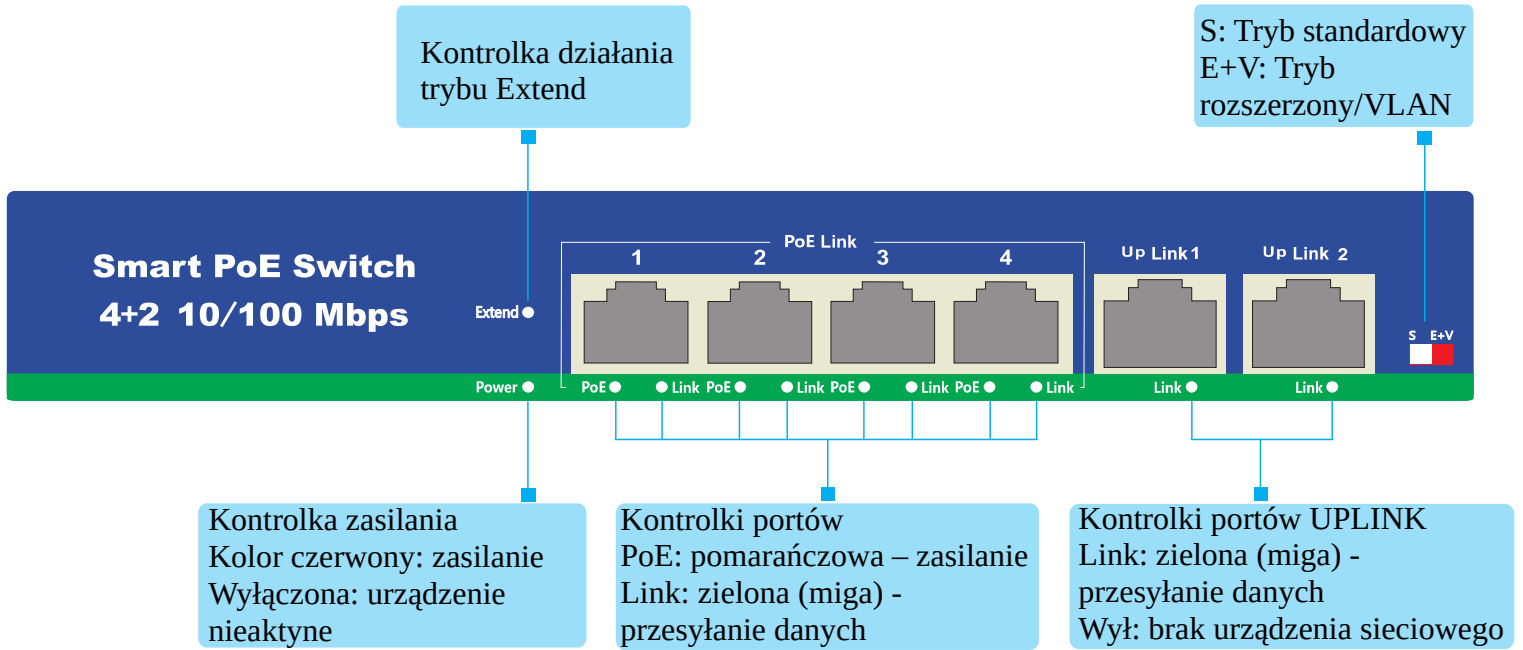 Kontrolka działania
trybu Extend
S: Tryb standardowy
E+V: Tryb
rozszerzony/VLAN
Smart PoE Switch
4+2 10/100 Mbps
Extend
Power
PoE Link
1 2 3 4
Up Link 1
Up Link 2
S E+V
PoE Link PoE Link PoE Link PoE Link
Link Link
Kontrolka zasilania
Kolor czerwony: zasilanie
Wyłączona: urządzenie
nieaktyne
Kontrolki portów
PoE: pomarańczowa – zasilanie
Link: zielona (miga) -
przesyłanie danych
Kontrolki portów UPLINK
Link: zielona (miga) -
przesyłanie danych
Wył: brak urządzenia sieciowego